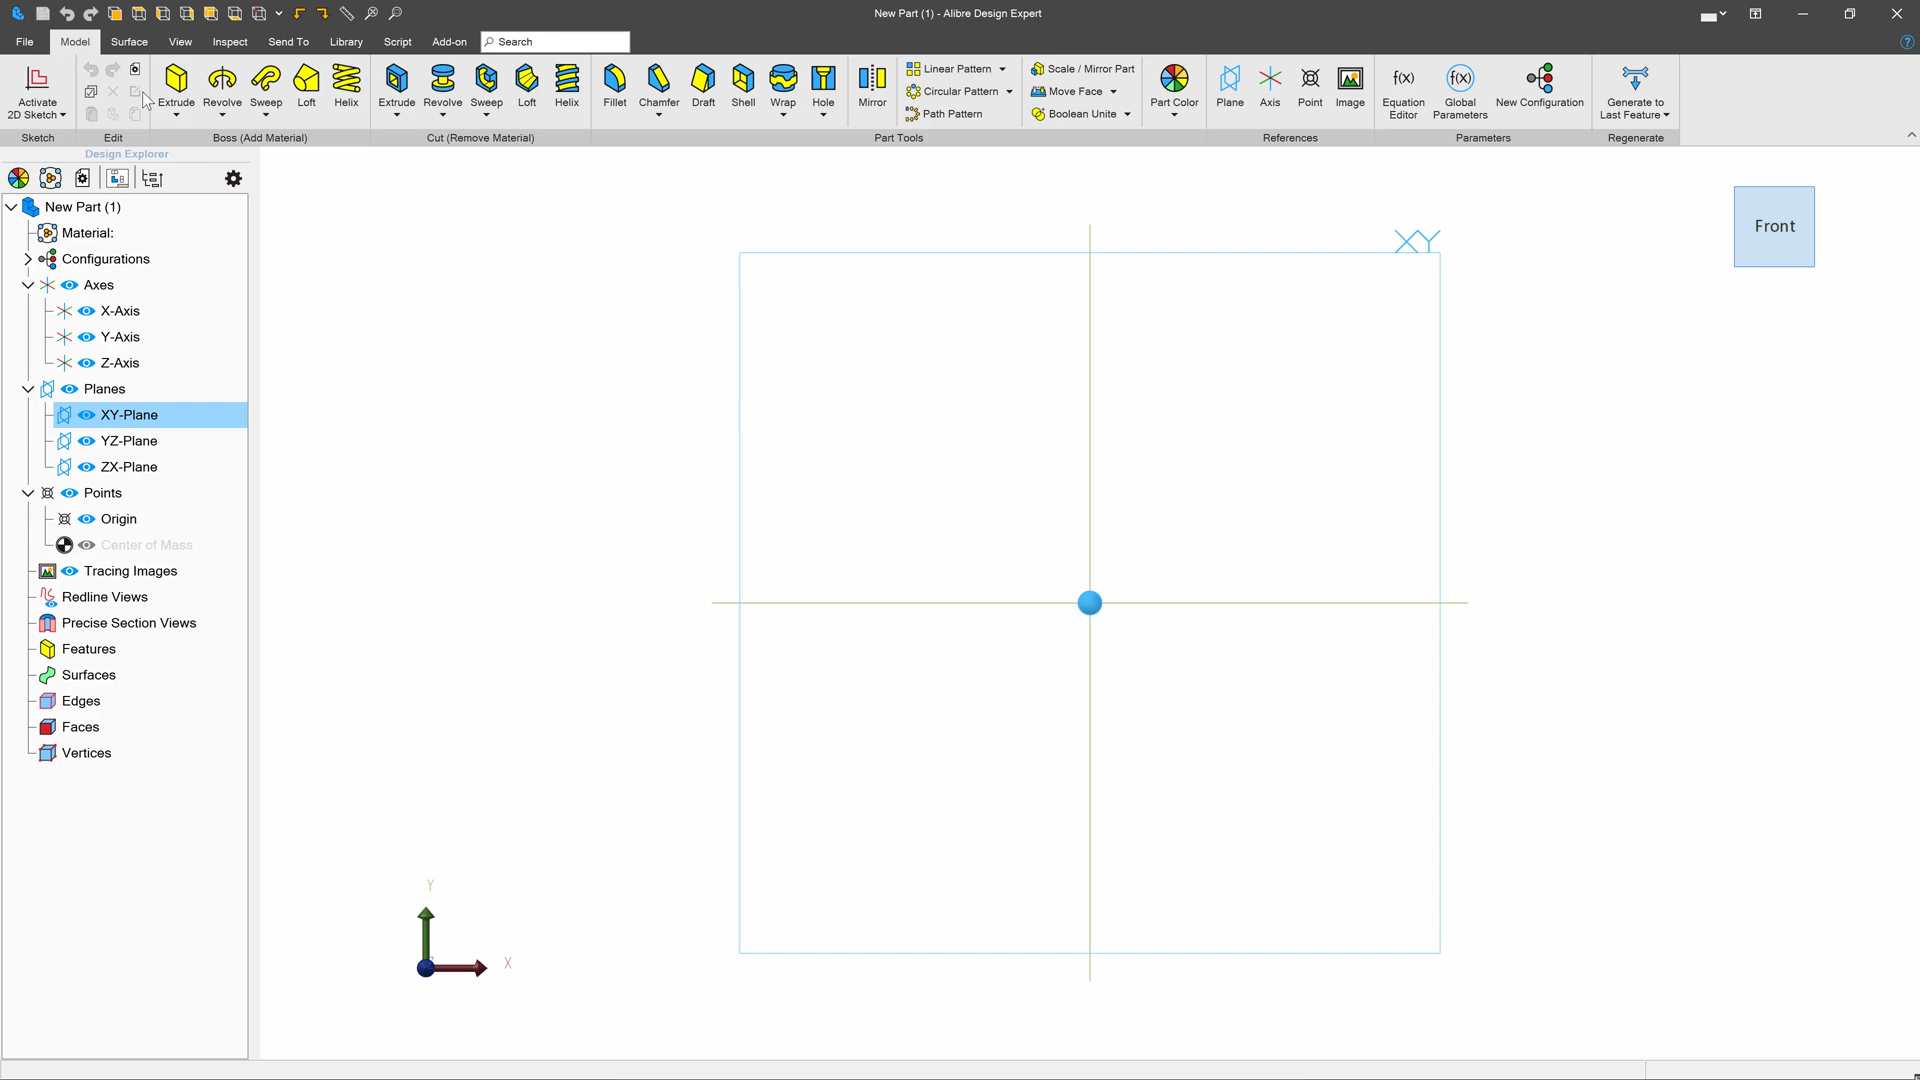 New Part (1) - Alibre Design Expert
File Model Surface View Inspect Send To Library Script Add-on Search
Activate 2D Sketch
Extrude Revolve Sweep Loft Helix
Extrude Revolve Sweep Loft Helix
Fillet Chamfer Draft Shell Wrap Hole
Mirror
Linear Pattern
Circular Pattern
Path Pattern
Scale / Mirror Part
Move Face
Boolean Unite
Part Color
Plane Axis Point Image
Equation Editor
Global Parameters
New Configuration
Generate to Last Feature
f(x)
(x)
Sketch Edit Boss (Add Material) Cut (Remove Material) Part Tools References Parameters Regenerate
Design Explorer
New Part (1)
Material:
Configurations
Axes
X-Axis
Y-Axis
Z-Axis
Planes
XY-Plane
YZ-Plane
ZX-Plane
Points
Origin
Center of Mass
Tracing Images
Redline Views
Precise Section Views
Features
Surfaces
Edges
Faces
Vertices
XY
Front
Y
X